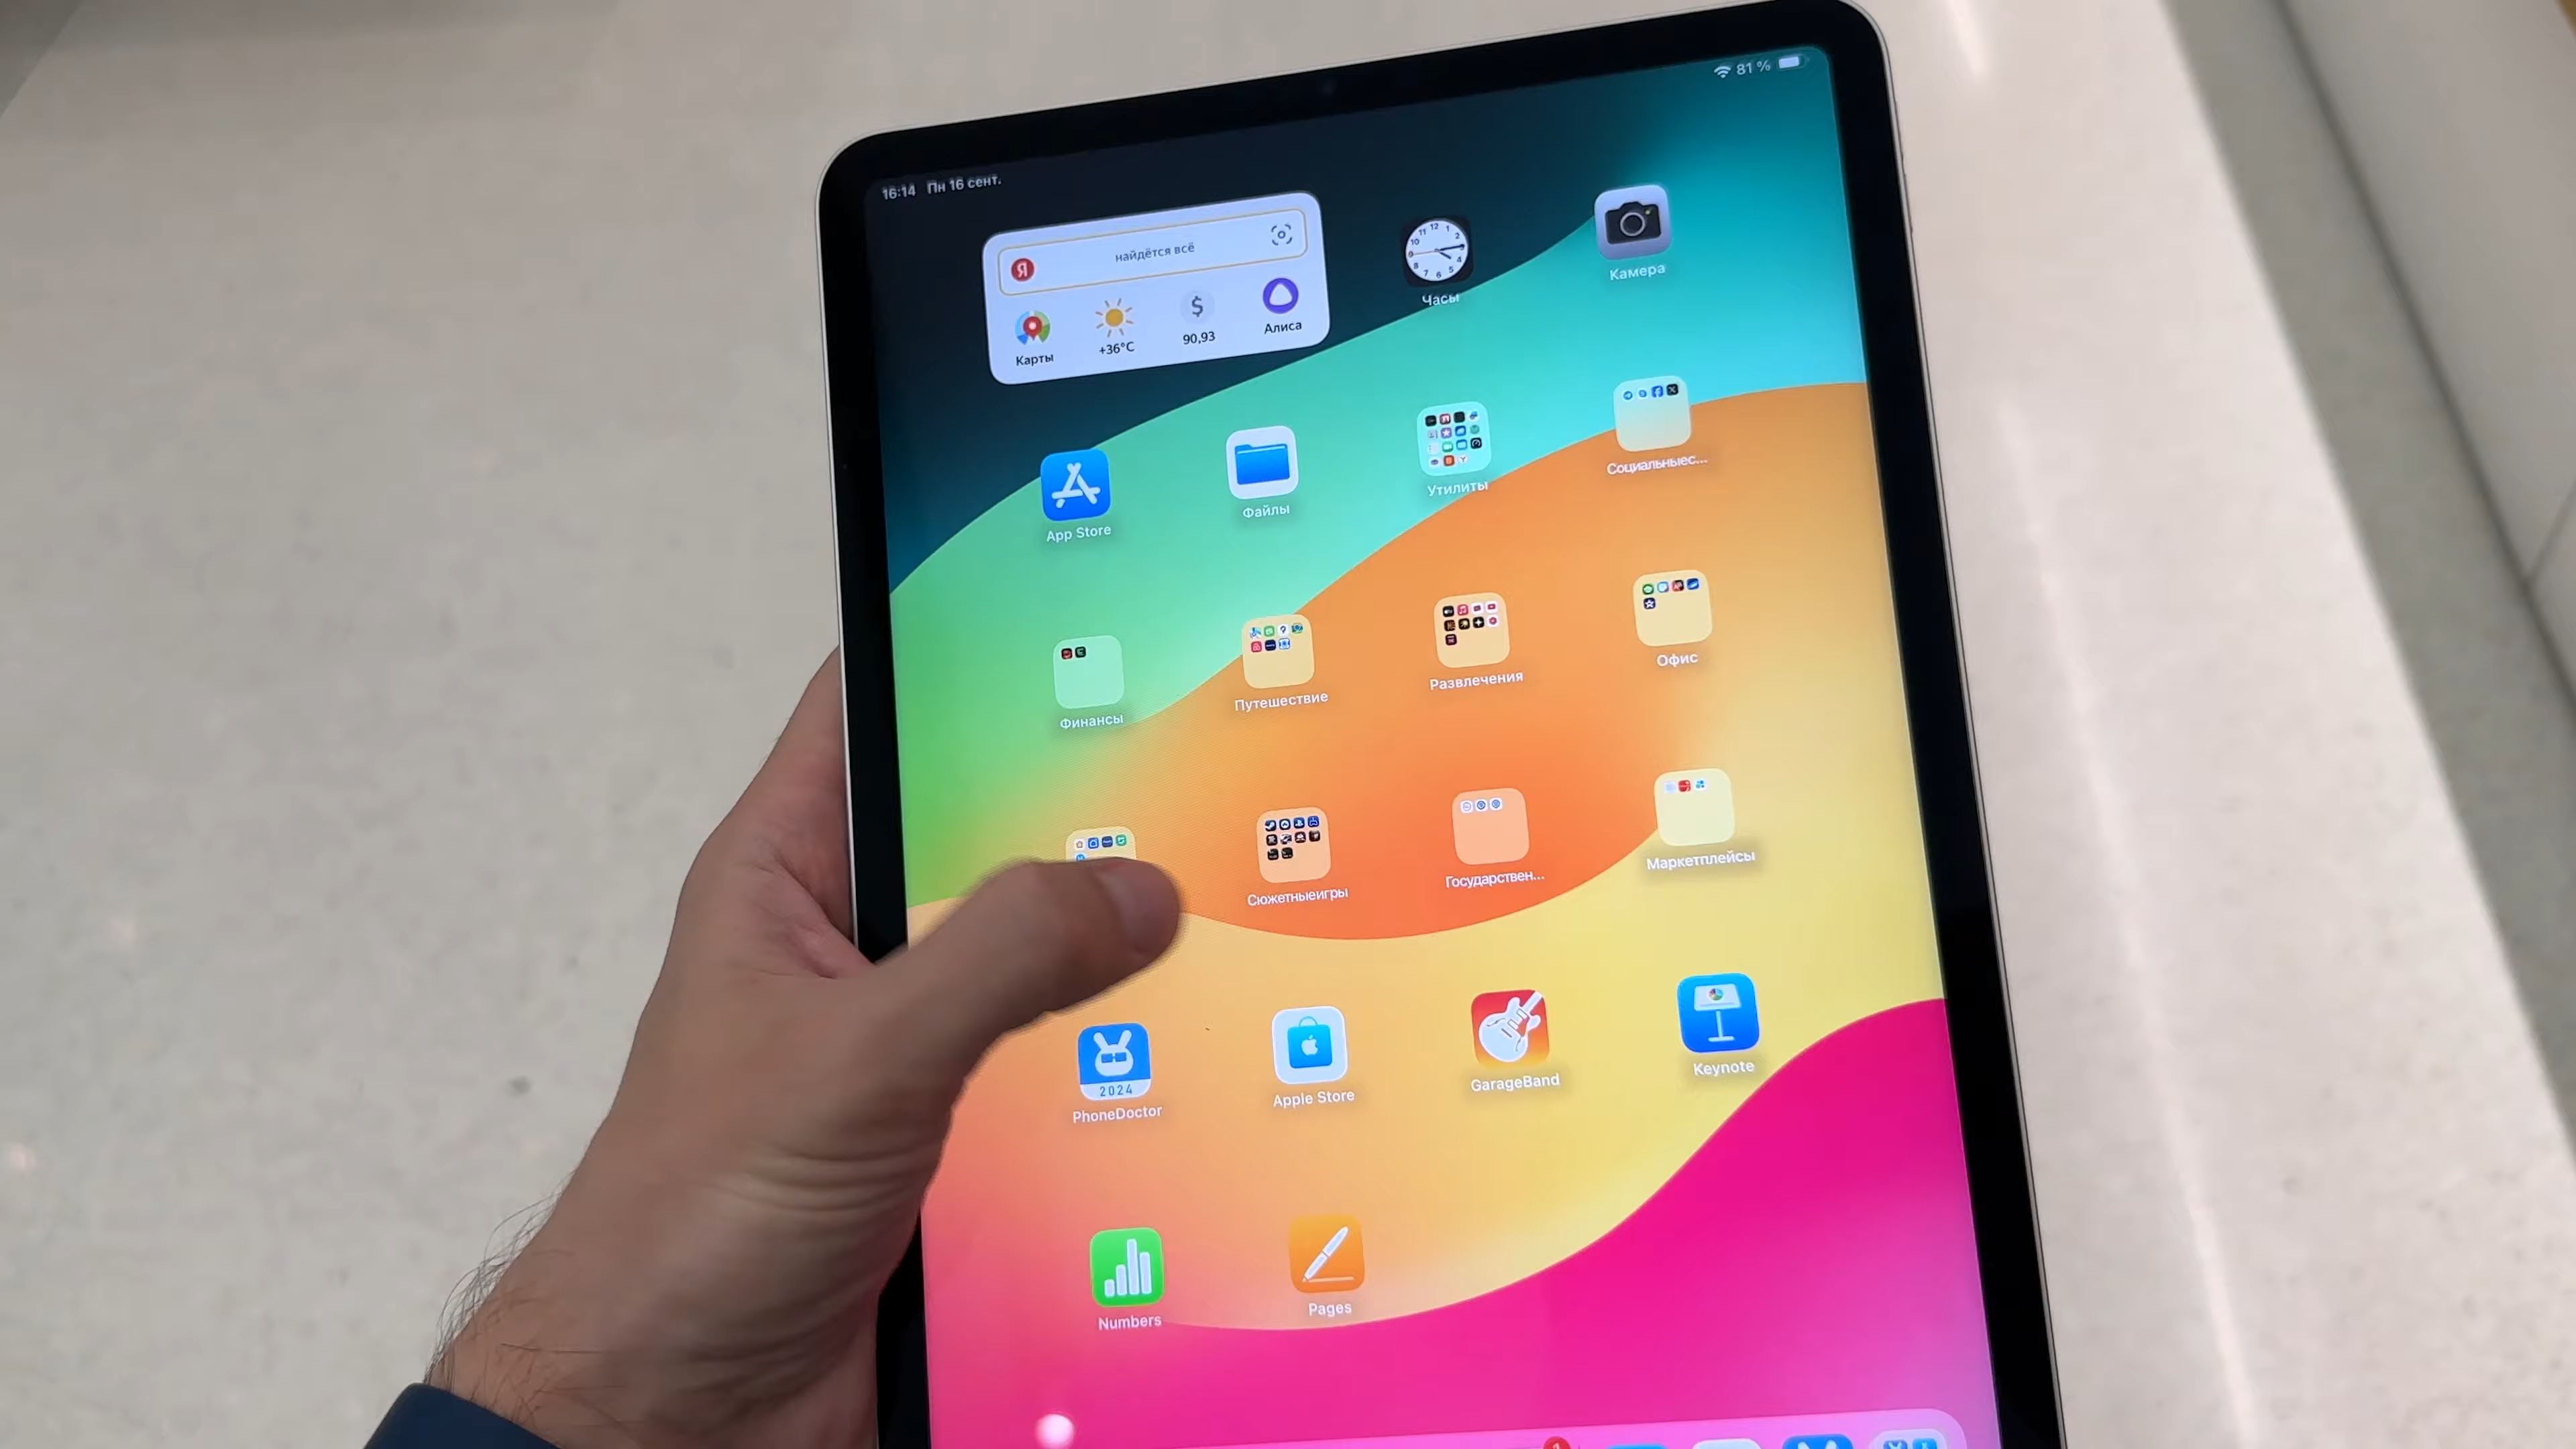 16:14 Пн 16 сент.
81 %
Я найдётся всё
Карты +36°C 90,93 Алиса
Часы
Камера
App Store
Файлы
Утилиты
Социальныес...
Финансы
Путешествие
Развлечения
Офис
Сюжетныеигры
Государствен...
Маркетплейсы
2024
PhoneDoctor
Apple Store
GarageBand
Keynote
Numbers
Pages